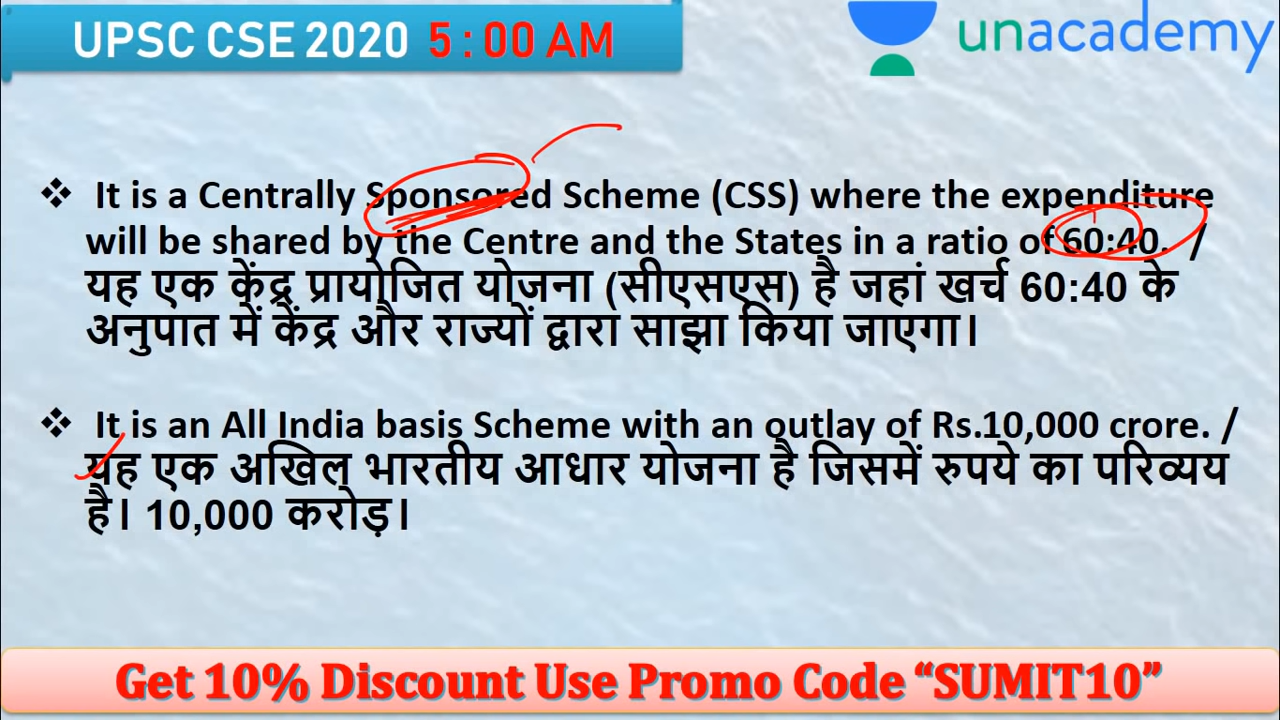 UPSC CSE 2020 5 : 00 AM
unacademy
❖ It is a Centrally Sponsored Scheme (CSS) where the expenditure
will be shared by the Centre and the States in a ratio of 60:40. /
यह एक केंद्र प्रायोजित योजना (सीएसएस) है जहां खर्च 60:40 के
अनुपात में केंद्र और राज्यों द्वारा साझा किया जाएगा।
❖ It is an All India basis Scheme with an outlay of Rs.10,000 crore. /
यह एक अखिल भारतीय आधार योजना है जिसमें रुपये का परिव्यय
है। 10,000 करोड़।
Get 10% Discount Use Promo Code “SUMIT10”